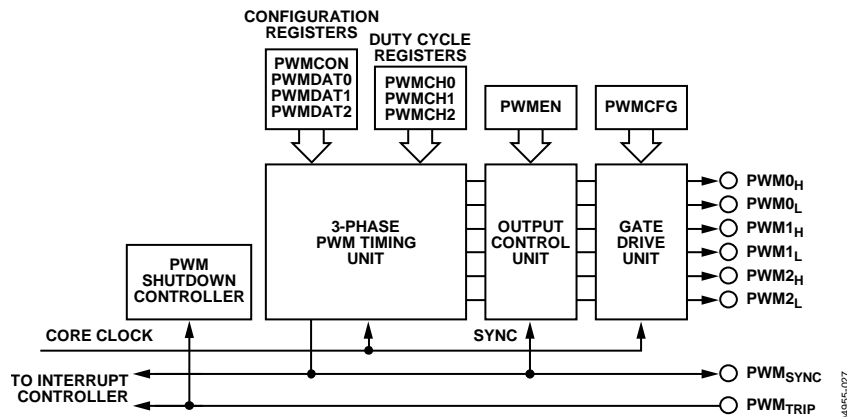 CONFIGURATION
REGISTERS
DUTY CYCLE
REGISTERS
PWMCON
PWMDAT0
PWMDAT1
PWMDAT2
PWMCH0
PWMCH1
PWMCH2
PWMEN
PWMCFG
3-PHASE
PWM TIMING
UNIT
OUTPUT
CONTROL
UNIT
GATE
DRIVE
UNIT
PWM0H
PWM0L
PWM1H
PWM1L
PWM2H
PWM2L
PWM
SHUTDOWN
CONTROLLER
CORE CLOCK
SYNC
TO INTERRUPT
CONTROLLER
PWMSYNC
PWMTRIP
4955-027